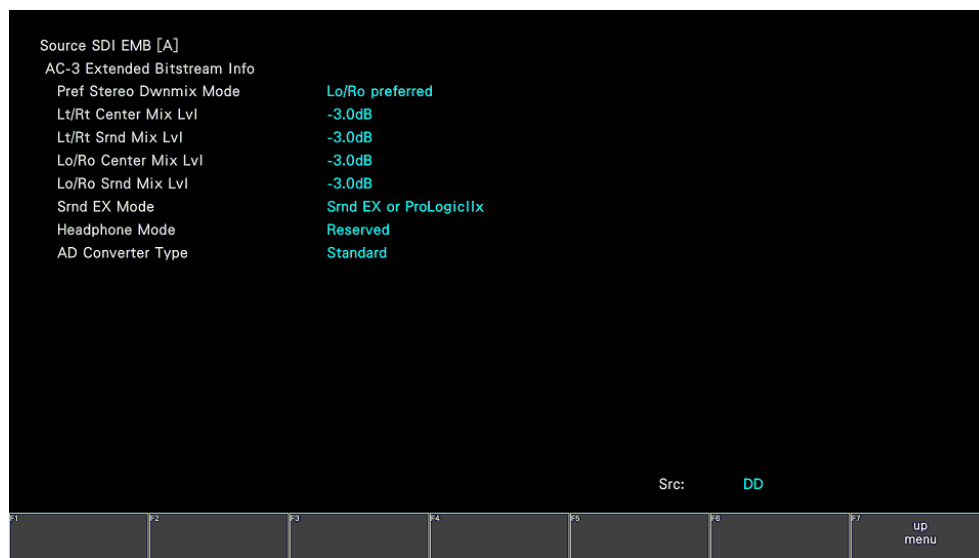 Source SDI EMB [A]
AC-3 Extended Bitstream Info
Pref Stereo Dwnmix Mode Lo/Ro preferred
Lt/Rt Center Mix Lvl -3.0dB
Lt/Rt Srnd Mix Lvl -3.0dB
Lo/Ro Center Mix Lvl -3.0dB
Lo/Ro Srnd Mix Lvl -3.0dB
Srnd EX Mode Srnd EX or ProLogicIIx
Headphone Mode Reserved
AD Converter Type Standard
Src: DD
F1 F2 F3 F4 F5 F6 F7
up
menu